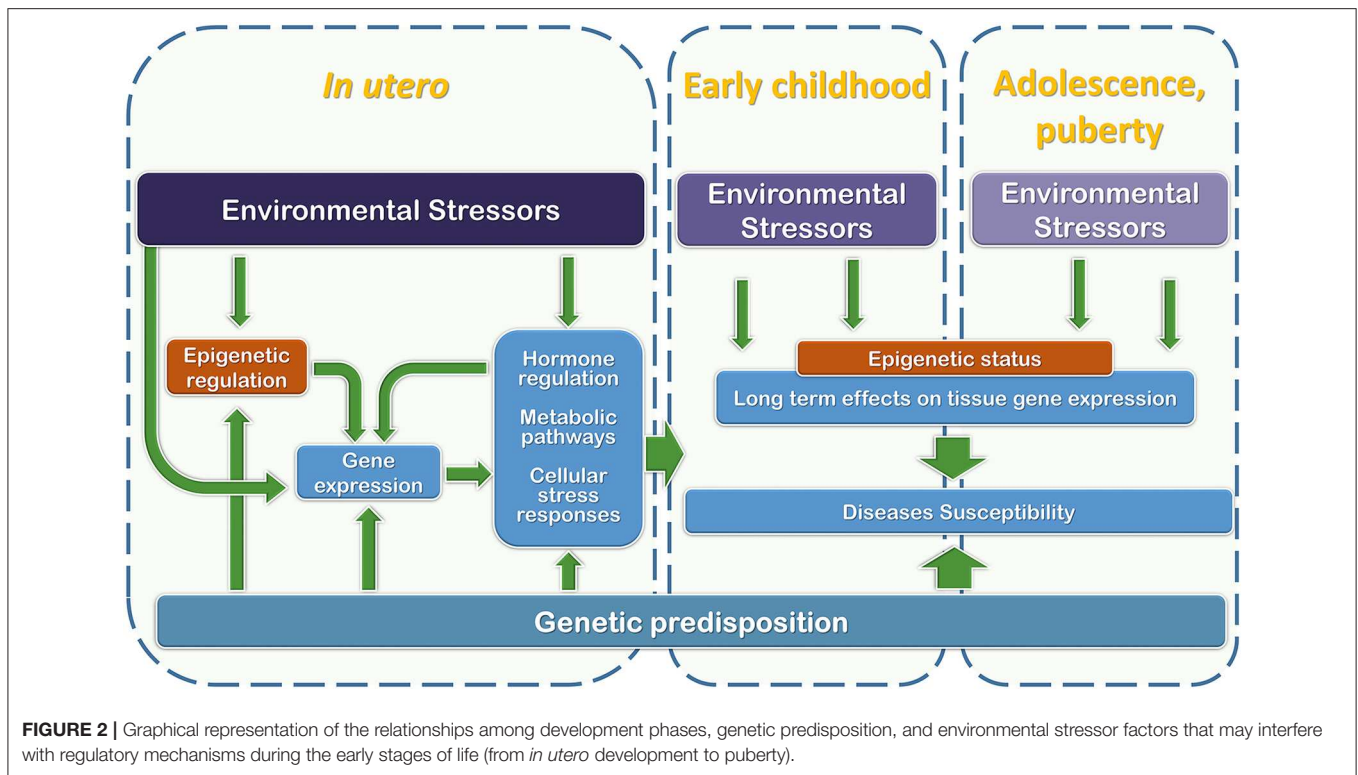 In utero
Early childhood
Adolescence,
puberty
Environmental Stressors
Environmental
Stressors
Environmental
Stressors
Epigenetic
regulation
Gene
expression
Hormone
regulation
Metabolic
pathways
Cellular
stress
responses
Epigenetic status
Long term effects on tissue gene expression
Diseases Susceptibility
Genetic predisposition
FIGURE 2 | Graphical representation of the relationships among development phases, genetic predisposition, and environmental stressor factors that may interfere
with regulatory mechanisms during the early stages of life (from in utero development to puberty).